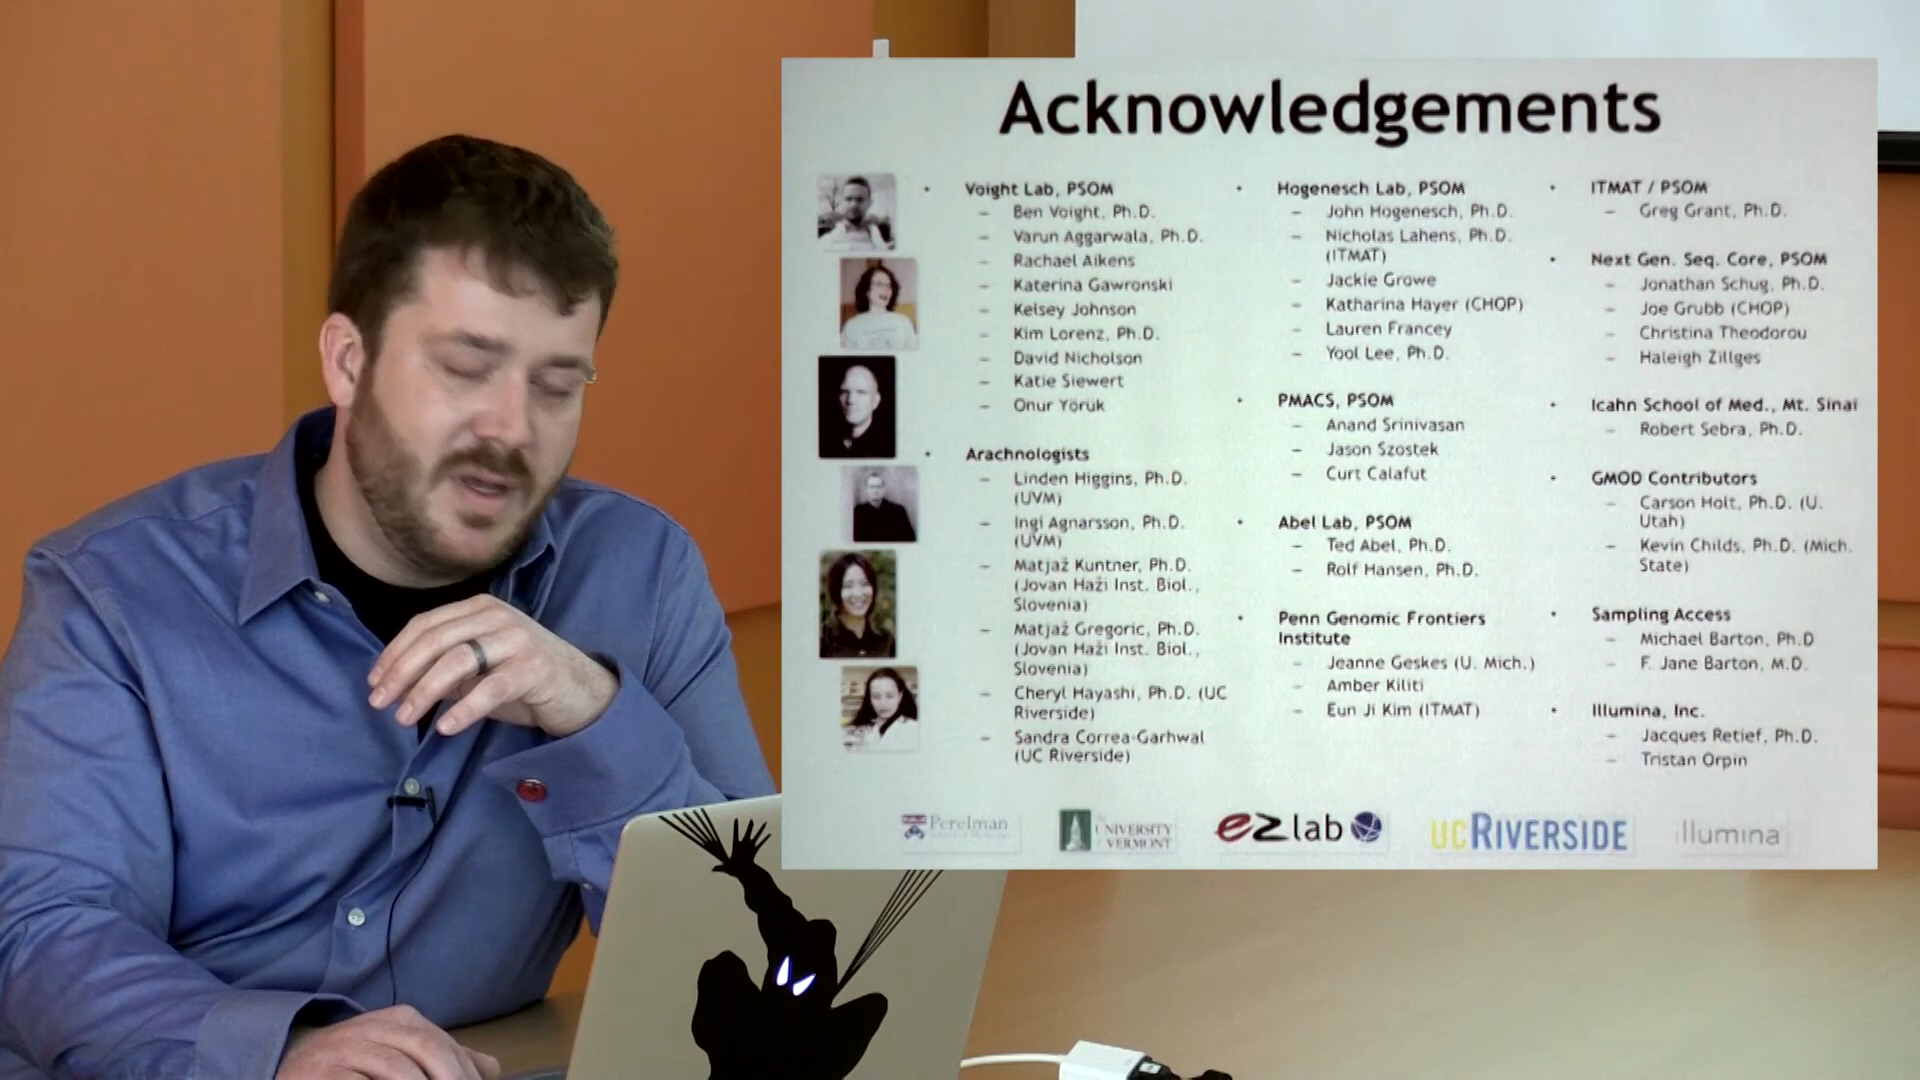 Acknowledgements
Voight Lab, PSOM
Ben Voight, Ph.D.
Varun Aggarwala, Ph.D.
Rachael Aikens
Katerina Gawronski
Kelsey Johnson
Kim Lorenz, Ph.D.
David Nicholson
Katie Siewert
Onur Yörük
Arachnologists
Linden Higgins, Ph.D.
(UVM)
Ingi Agnarsson, Ph.D.
(UVM)
Matjaž Kuntner, Ph.D.
(Jovan Haži Inst. Biol.,
Slovenia)
Matjaž Gregoric, Ph.D.
(Jovan Haži Inst. Biol.,
Slovenia)
Cheryl Hayashi, Ph.D. (UC
Riverside)
Sandra Correa-Garhwal
(UC Riverside)
Hogenesch Lab, PSOM
John Hogenesch, Ph.D.
Nicholas Lahens, Ph.D.
(ITMAT)
Jackie Growe
Katharina Hayer (CHOP)
Lauren Francey
Yool Lee, Ph.D.
PMACS, PSOM
Anand Srinivasan
Jason Szostek
Curt Calafut
Abel Lab, PSOM
Ted Abel, Ph.D.
Rolf Hansen, Ph.D.
Penn Genomic Frontiers
Institute
Jeanne Geskes (U. Mich.)
Amber Kiliti
Eun Ji Kim (ITMAT)
ITMAT / PSOM
Greg Grant, Ph.D.
Next Gen. Seq. Core, PSOM
Jonathan Schug, Ph.D.
Joe Grubb (CHOP)
Christina Theodorou
Haleigh Zillges
Icahn School of Med., Mt. Sinai
Robert Sebra, Ph.D.
GMOD Contributors
Carson Holt, Ph.D. (U.
Utah)
Kevin Childs, Ph.D. (Mich.
State)
Sampling Access
Michael Barton, Ph.D
F. Jane Barton, M.D.
Illumina, Inc.
Jacques Retief, Ph.D.
Tristan Orpin
Perelman
UNIVERSITY
VERMONT
ezlab
UCRIVERSIDE
illumina